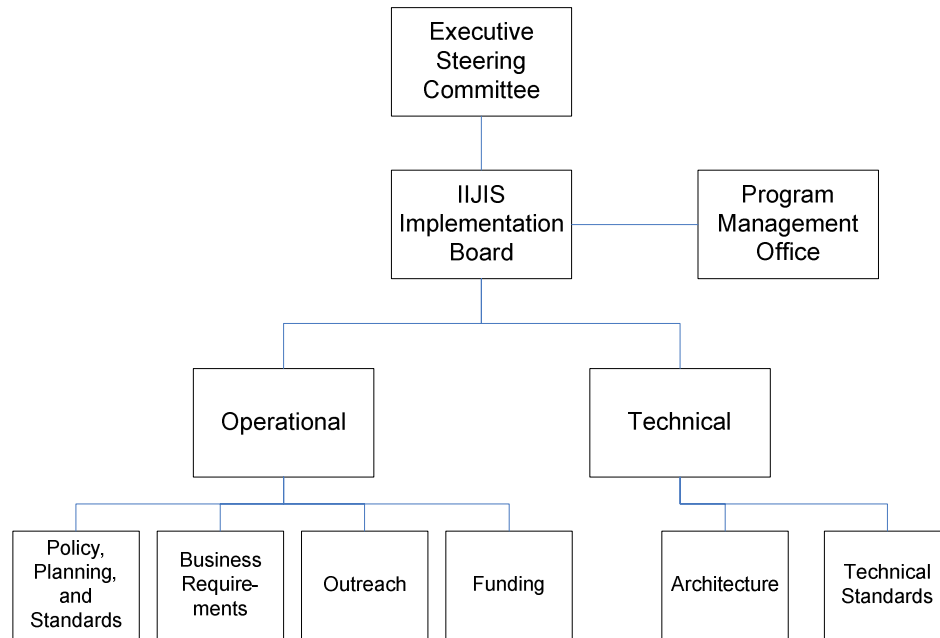 Executive
Steering
Committee
IIJIS
Implementation
Board
Program
Management
Office
Operational
Technical
Policy,
Planning,
and
Standards
Business
Require-
ments
Outreach
Funding
Architecture
Technical
Standards